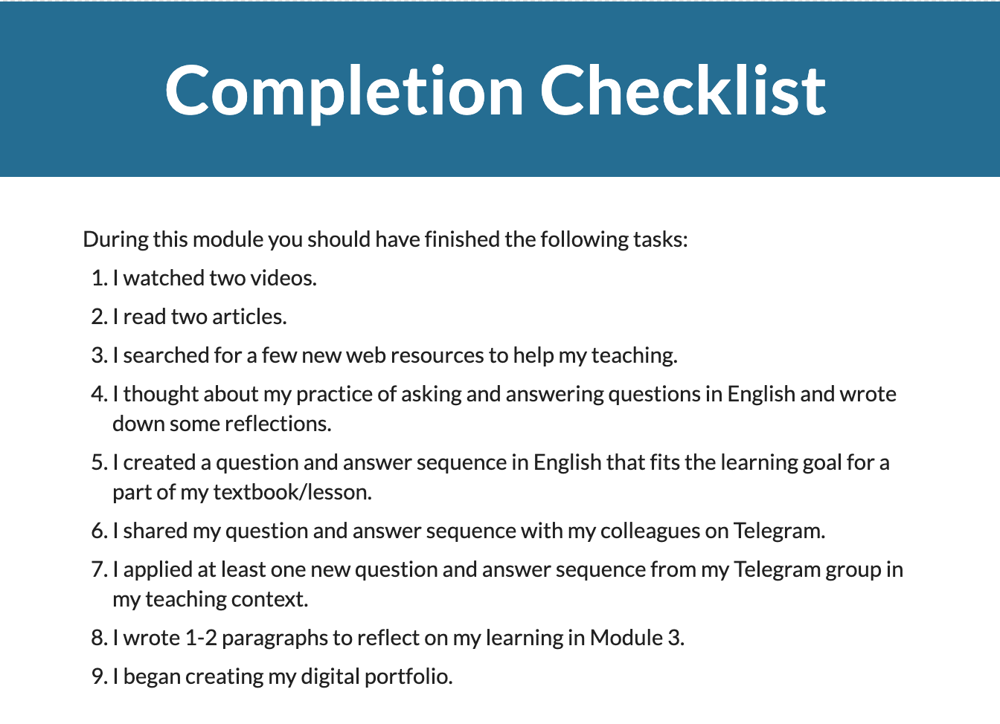 Completion Checklist
During this module you should have finished the following tasks:
1. I watched two videos.
2. I read two articles.
3. I searched for a few new web resources to help my teaching.
4. I thought about my practice of asking and answering questions in English and wrote
down some reflections.
5. I created a question and answer sequence in English that fits the learning goal for a
part of my textbook/lesson.
6. I shared my question and answer sequence with my colleagues on Telegram.
7. I applied at least one new question and answer sequence from my Telegram group in
my teaching context.
8. I wrote 1-2 paragraphs to reflect on my learning in Module 3.
9. I began creating my digital portfolio.